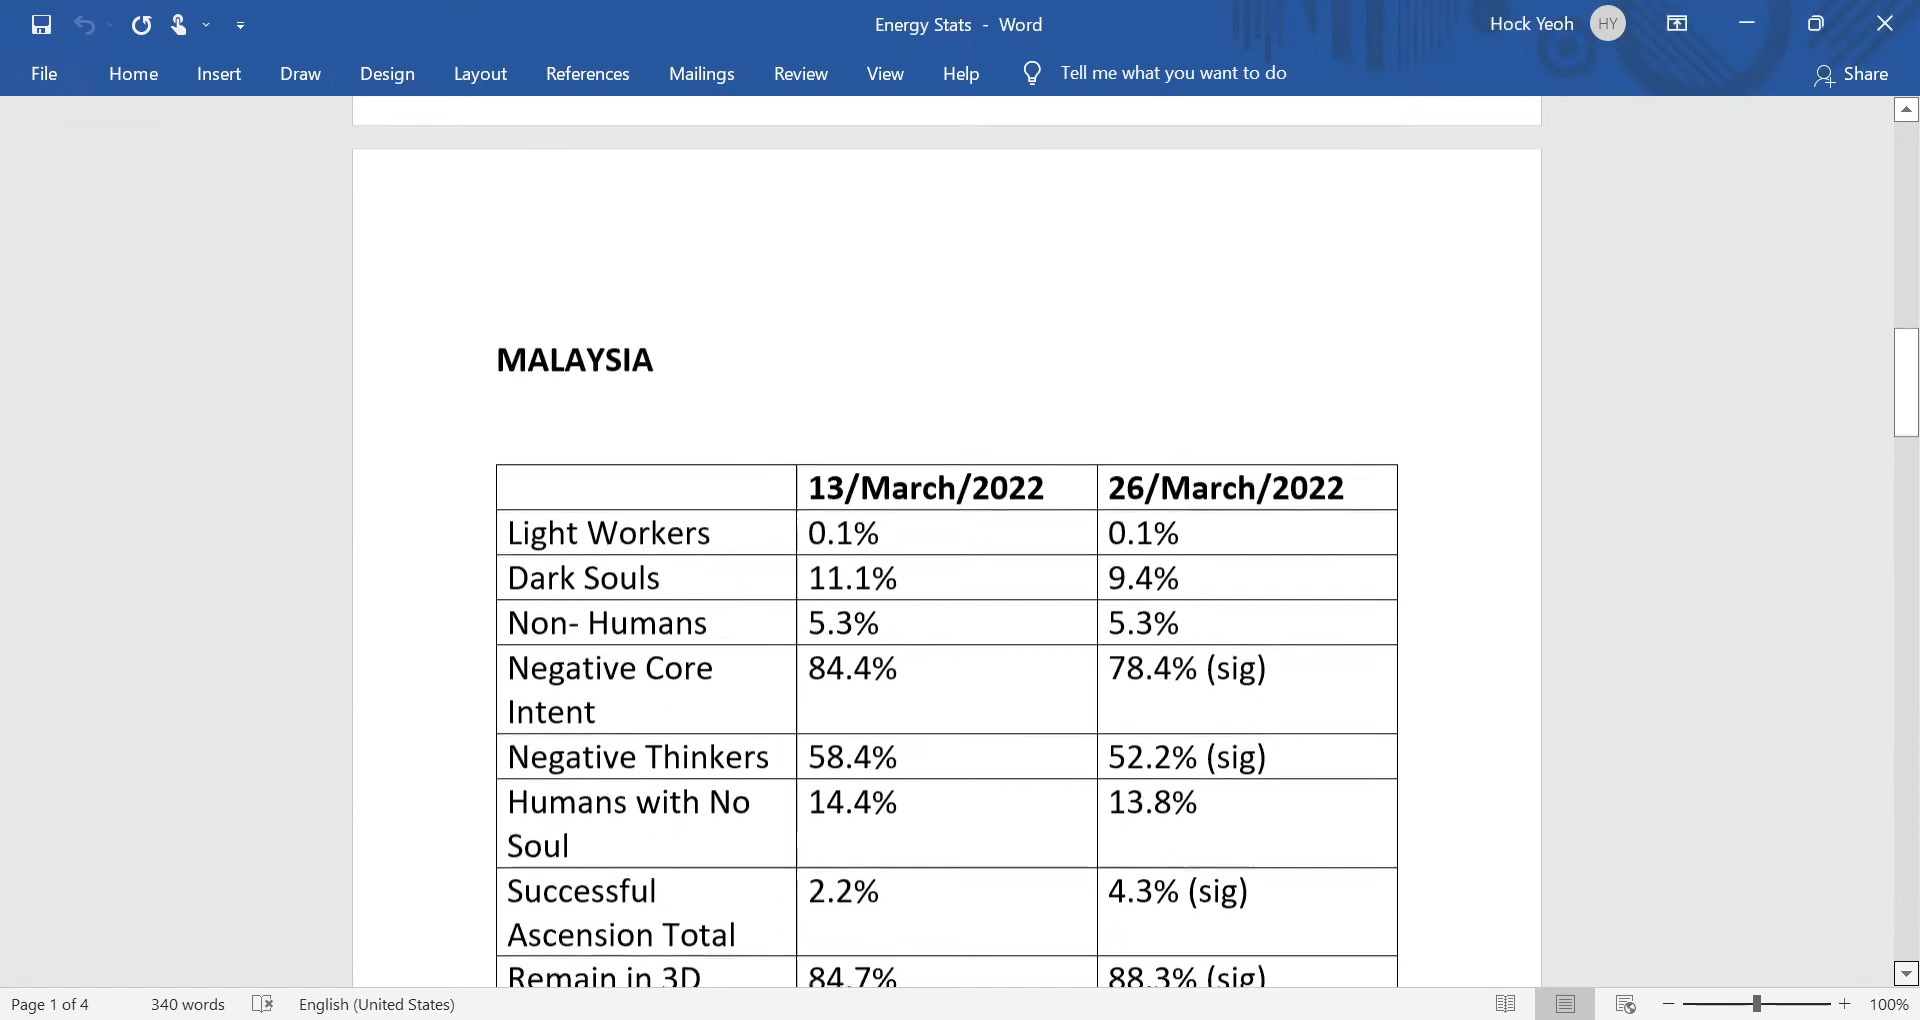 Energy Stats - Word
Hock Yeoh
HY
File
Home
Insert
Draw
Design
Layout
References
Mailings
Review
View
Help
Tell me what you want to do
Share
MALAYSIA
13/March/2022 26/March/2022
Light Workers 0.1% 0.1%
Dark Souls 11.1% 9.4%
Non- Humans 5.3% 5.3%
Negative Core 84.4% 78.4% (sig)
Intent
Negative Thinkers 58.4% 52.2% (sig)
Humans with No 14.4% 13.8%
Soul
Successful 2.2% 4.3% (sig)
Ascension Total
Remain in 3D 84.7% 88.3% (sig)
Page 1 of 4
340 words
English (United States)
100%